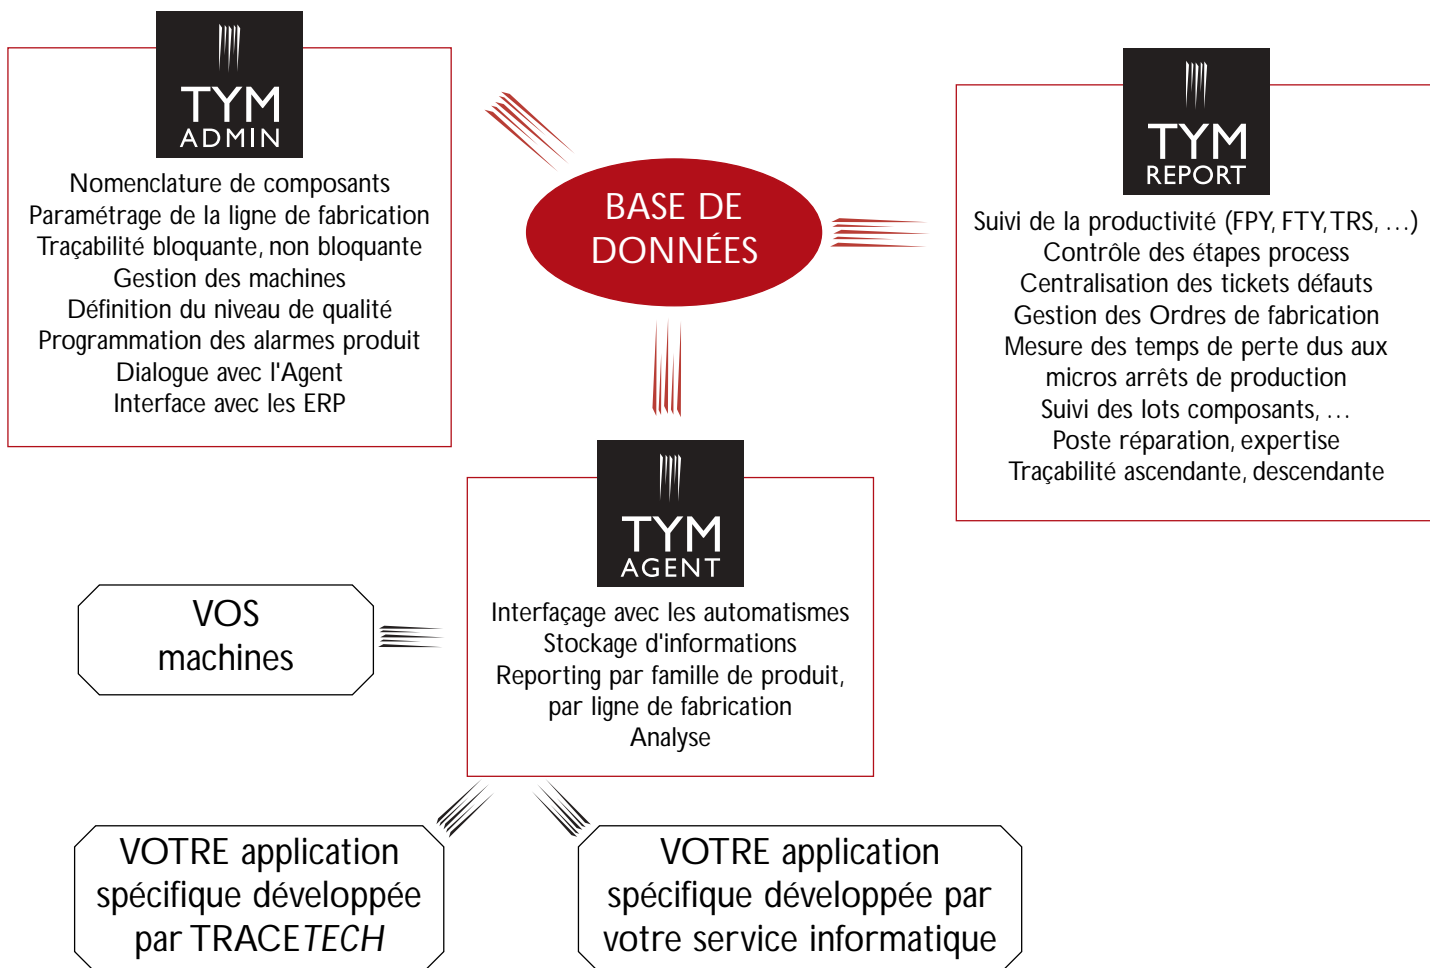 TYM
ADMIN
Nomenclature de composants
Paramétrage de la ligne de fabrication
Traçabilité bloquante, non bloquante
Gestion des machines
Définition du niveau de qualité
Programmation des alarmes produit
Dialogue avec l'Agent
Interface avec les ERP
BASE DE
DONNÉES
TYM
REPORT
Suivi de la productivité (FPY, FTY, TRS, ...)
Contrôle des étapes process
Centralisation des tickets défauts
Gestion des Ordres de fabrication
Mesure des temps de perte dus aux
micros arrêts de production
Suivi des lots composants, ...
Poste réparation, expertise
Traçabilité ascendante, descendante
TYM
AGENT
Interfaçage avec les automatismes
Stockage d'informations
Reporting par famille de produit,
par ligne de fabrication
Analyse
VOS
machines
VOTRE application
spécifique développée
par TRACETECH
VOTRE application
spécifique développée par
votre service informatique